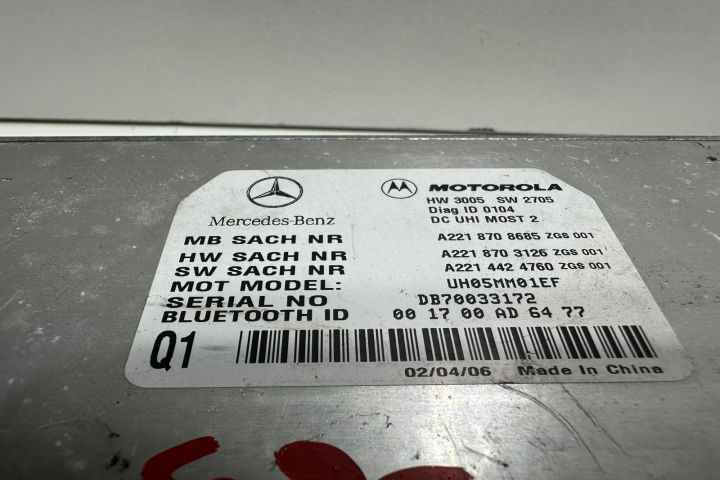 Mercedes-Benz
MOTOROLA
HW 3005 SW 2705
Diag ID 0104
DC UHI MOST 2
MB SACH NR A221 870 8685 ZGS 001
HW SACH NR A221 870 3126 ZGS 001
SW SACH NR A221 442 4760 ZGS 001
MOT MODEL: UH05MM01EF
SERIAL NO DB70033172
BLUETOOTH ID 00 17 00 AD 64 77
Q1
02/04/06 Made In China